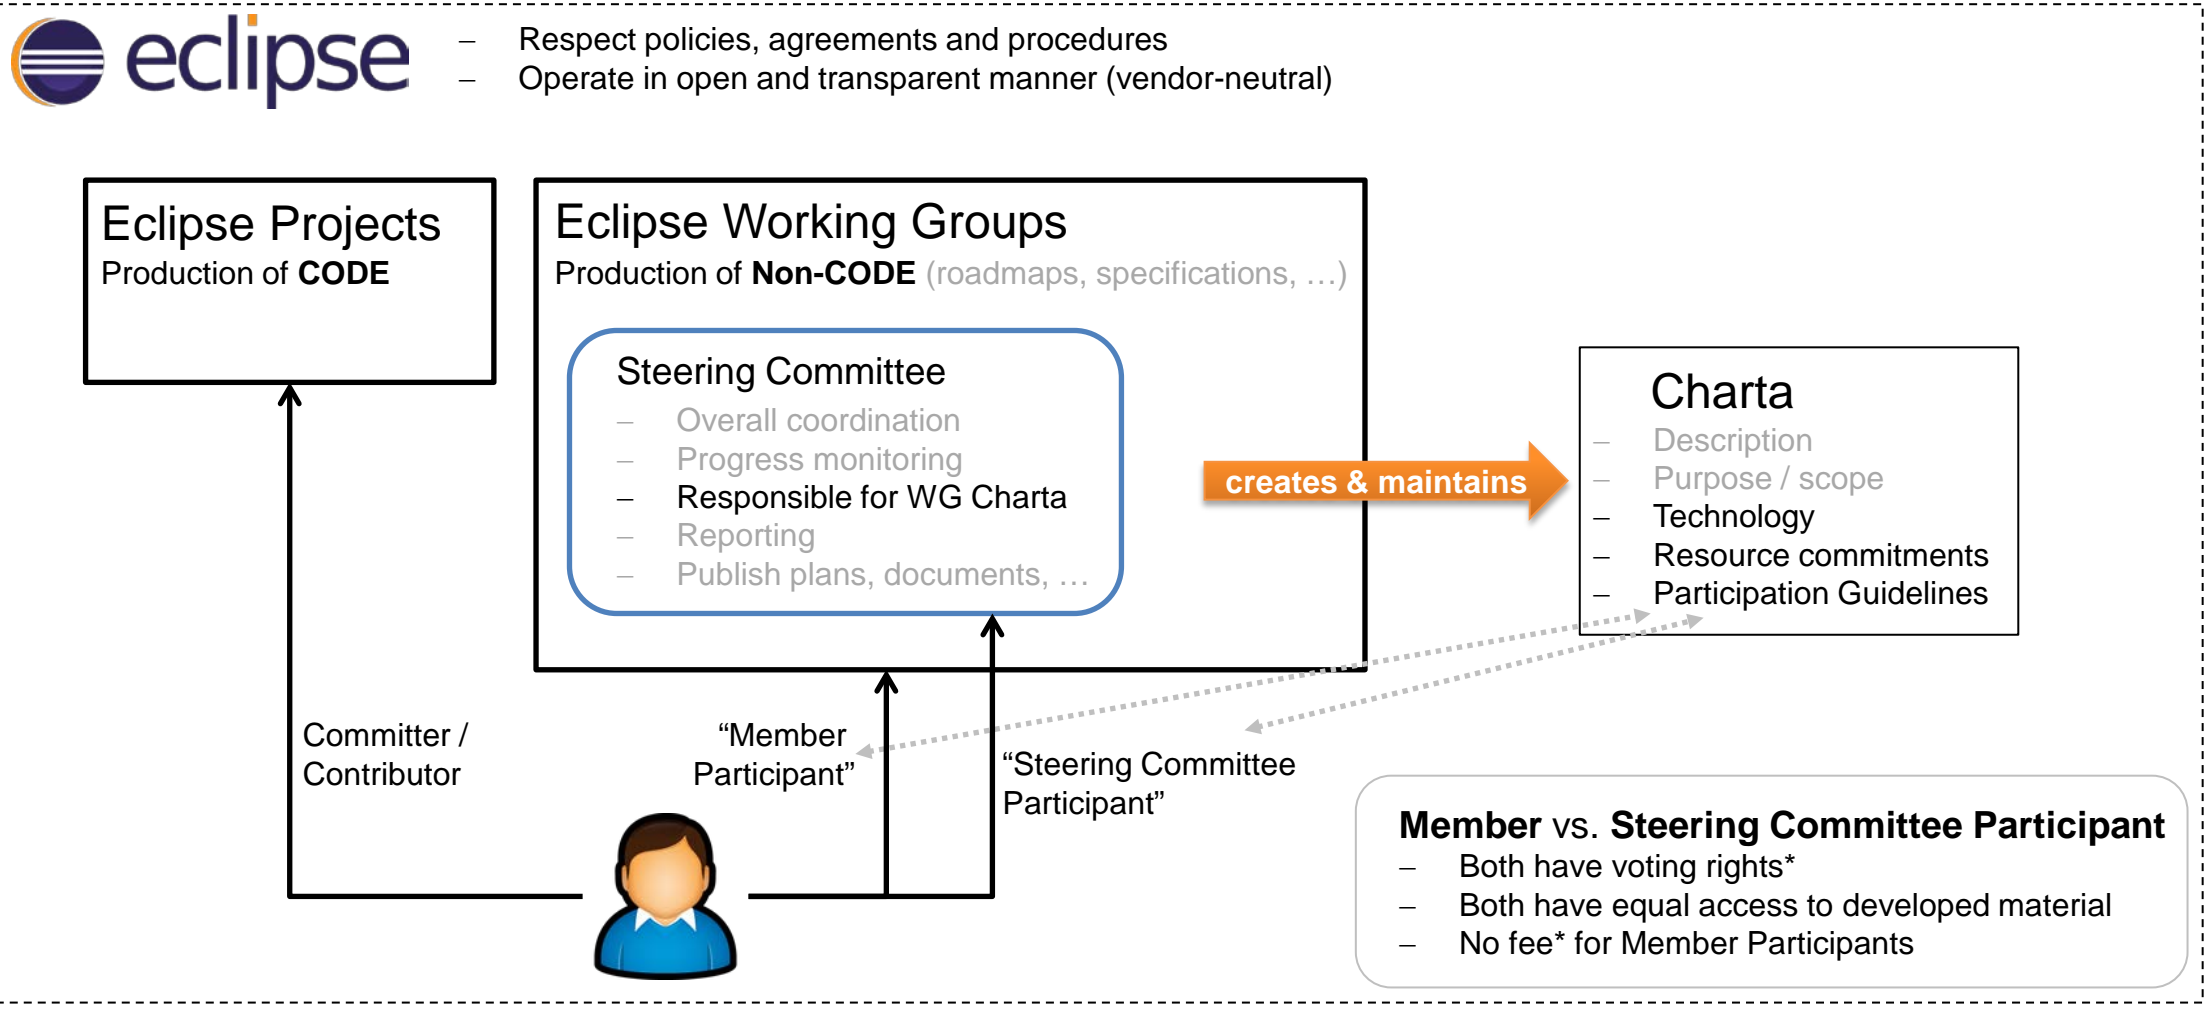 eclipse
– Respect policies, agreements and procedures
– Operate in open and transparent manner (vendor-neutral)
Eclipse Projects
Production of CODE
Eclipse Working Groups
Production of Non-CODE (roadmaps, specifications, …)
Steering Committee
– Overall coordination
– Progress monitoring
– Responsible for WG Charta
– Reporting
– Publish plans, documents, …
creates & maintains
Charta
– Description
– Purpose / scope
– Technology
– Resource commitments
– Participation Guidelines
Committer /
Contributor
“Member
Participant”
“Steering Committee
Participant”
Member vs. Steering Committee Participant
– Both have voting rights*
– Both have equal access to developed material
– No fee* for Member Participants